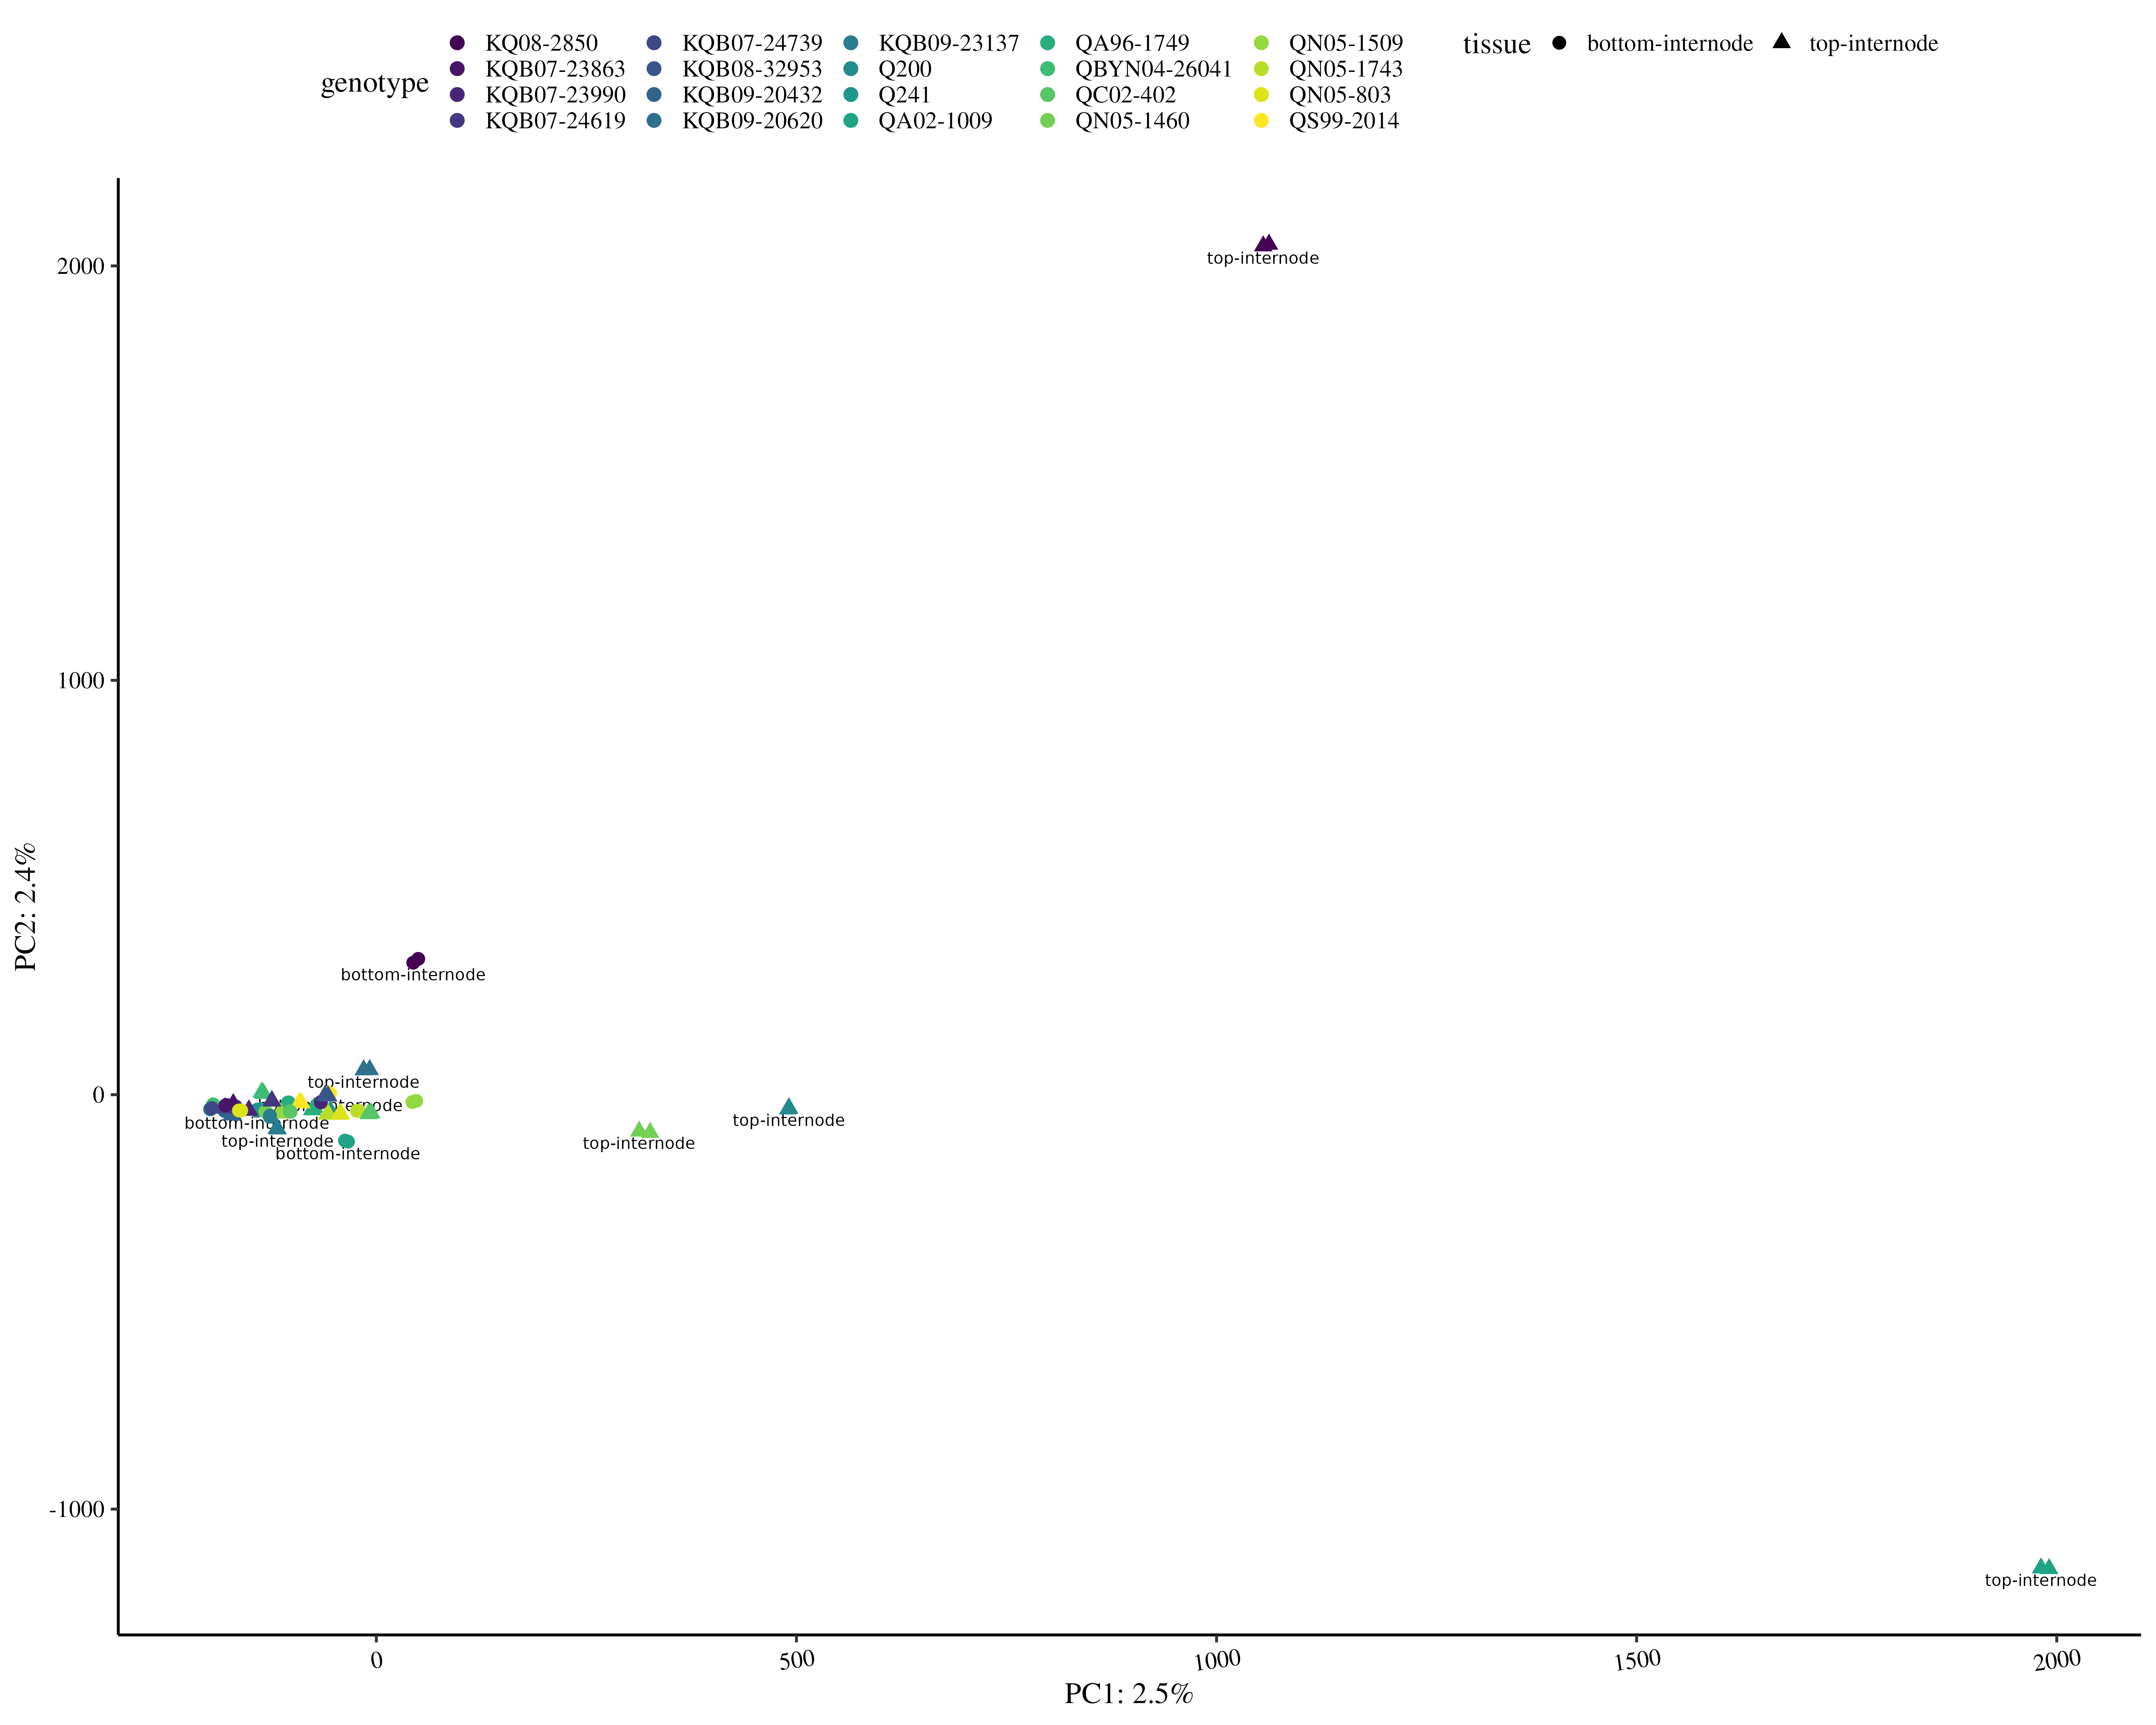 genotype
KQ08-2850 KQB07-24739 KQB09-23137 QA96-1749 QN05-1509 tissue bottom-internode top-internode
KQB07-23863 KQB08-32953 Q200 QBYN04-26041 QN05-1743
KQB07-23990 KQB09-20432 Q241 QC02-402 QN05-803
KQB07-24619 KQB09-20620 QA02-1009 QN05-1460 QS99-2014
2000
top-internode
1000
PC2: 2.4%
bottom-internode
0
top-internode
bottom-internode
top-internode
bottom-internode
top-internode
top-internode
-1000
top-internode
0 500 1000 1500 2000
PC1: 2.5%